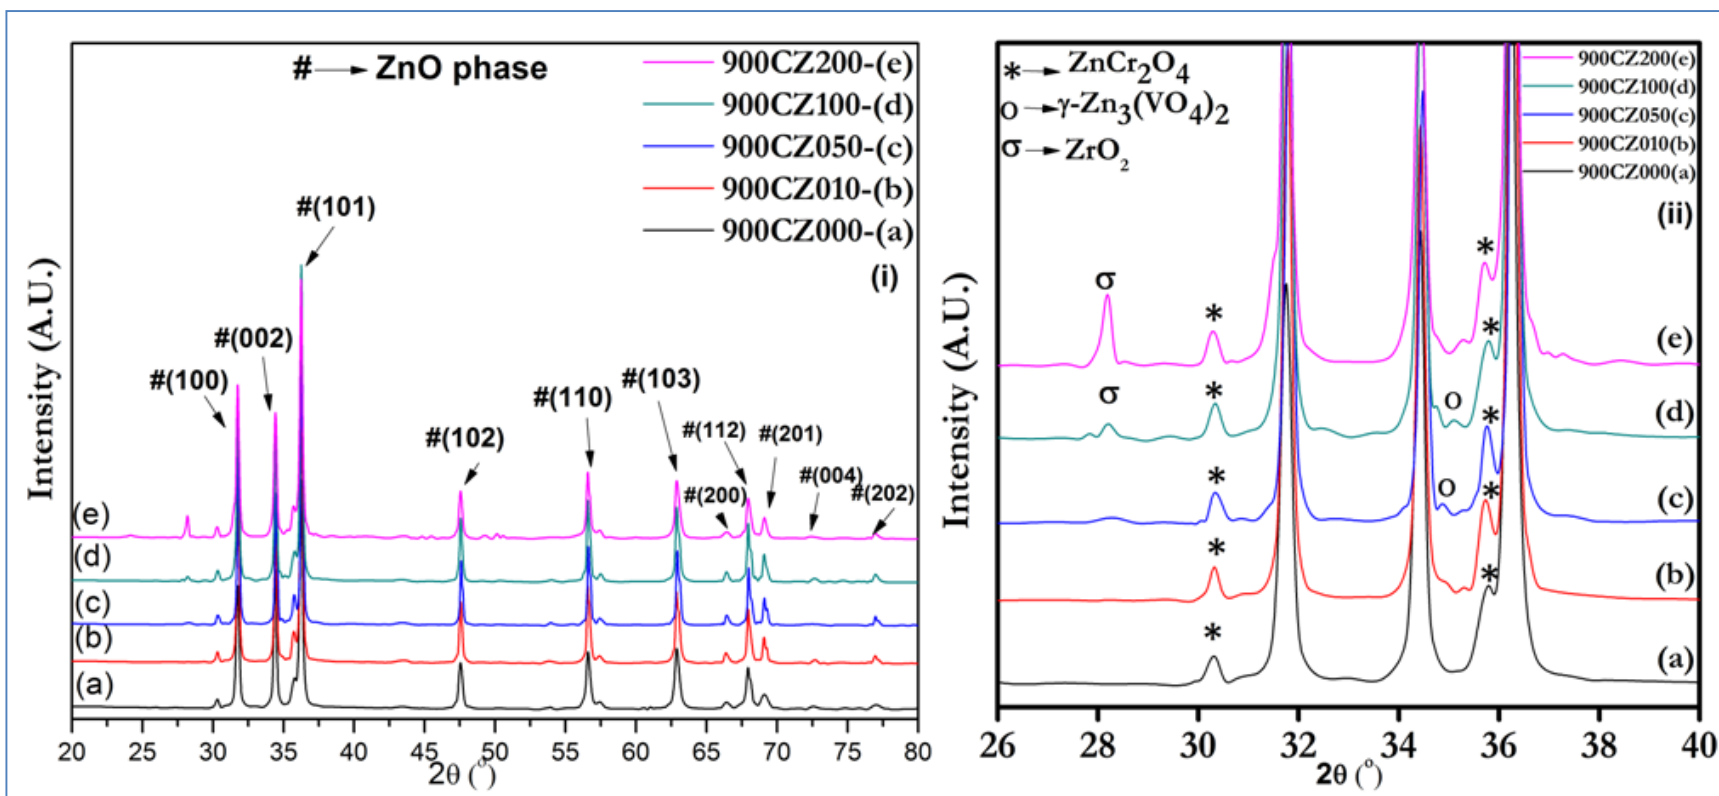 #→ ZnO phase
900CZ200-(e)
900CZ100-(d)
900CZ050-(c)
900CZ010-(b)
900CZ000-(a)
(i)
#(101)
#(002)
#(100)
#(102)
#(110)
#(103)
#(112)
#(201)
#(200)
#(004)
#(202)
(e)
(d)
(c)
(b)
(a)
Intensity (A.U.)
20 25 30 35 40 45 50 55 60 65 70 75 80
2θ (°)
*→ ZnCr₂O₄
o→γ-Zn₃(VO₄)₂
σ→ ZrO₂
900CZ200(e)
900CZ100(d)
900CZ050(c)
900CZ010(b)
900CZ000(a)
(ii)
σ * * (e)
σ * o * (d)
* o * (c)
* * (b)
* * (a)
Intensity (A.U.)
26 28 30 32 34 36 38 40
2θ (°)